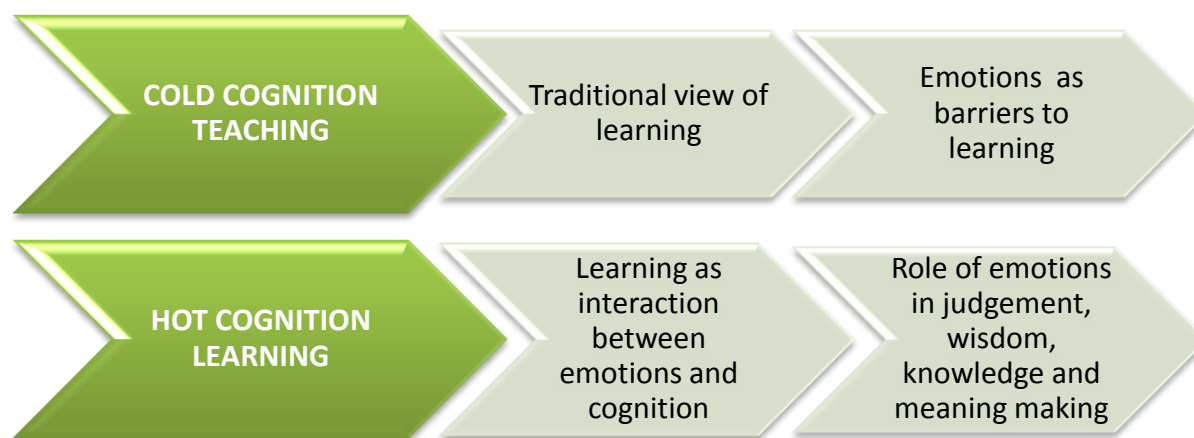 COLD COGNITION
TEACHING
Traditional view of
learning
Emotions as
barriers to
learning
HOT COGNITION
LEARNING
Learning as
interaction
between
emotions and
cognition
Role of emotions
in judgement,
wisdom,
knowledge and
meaning making